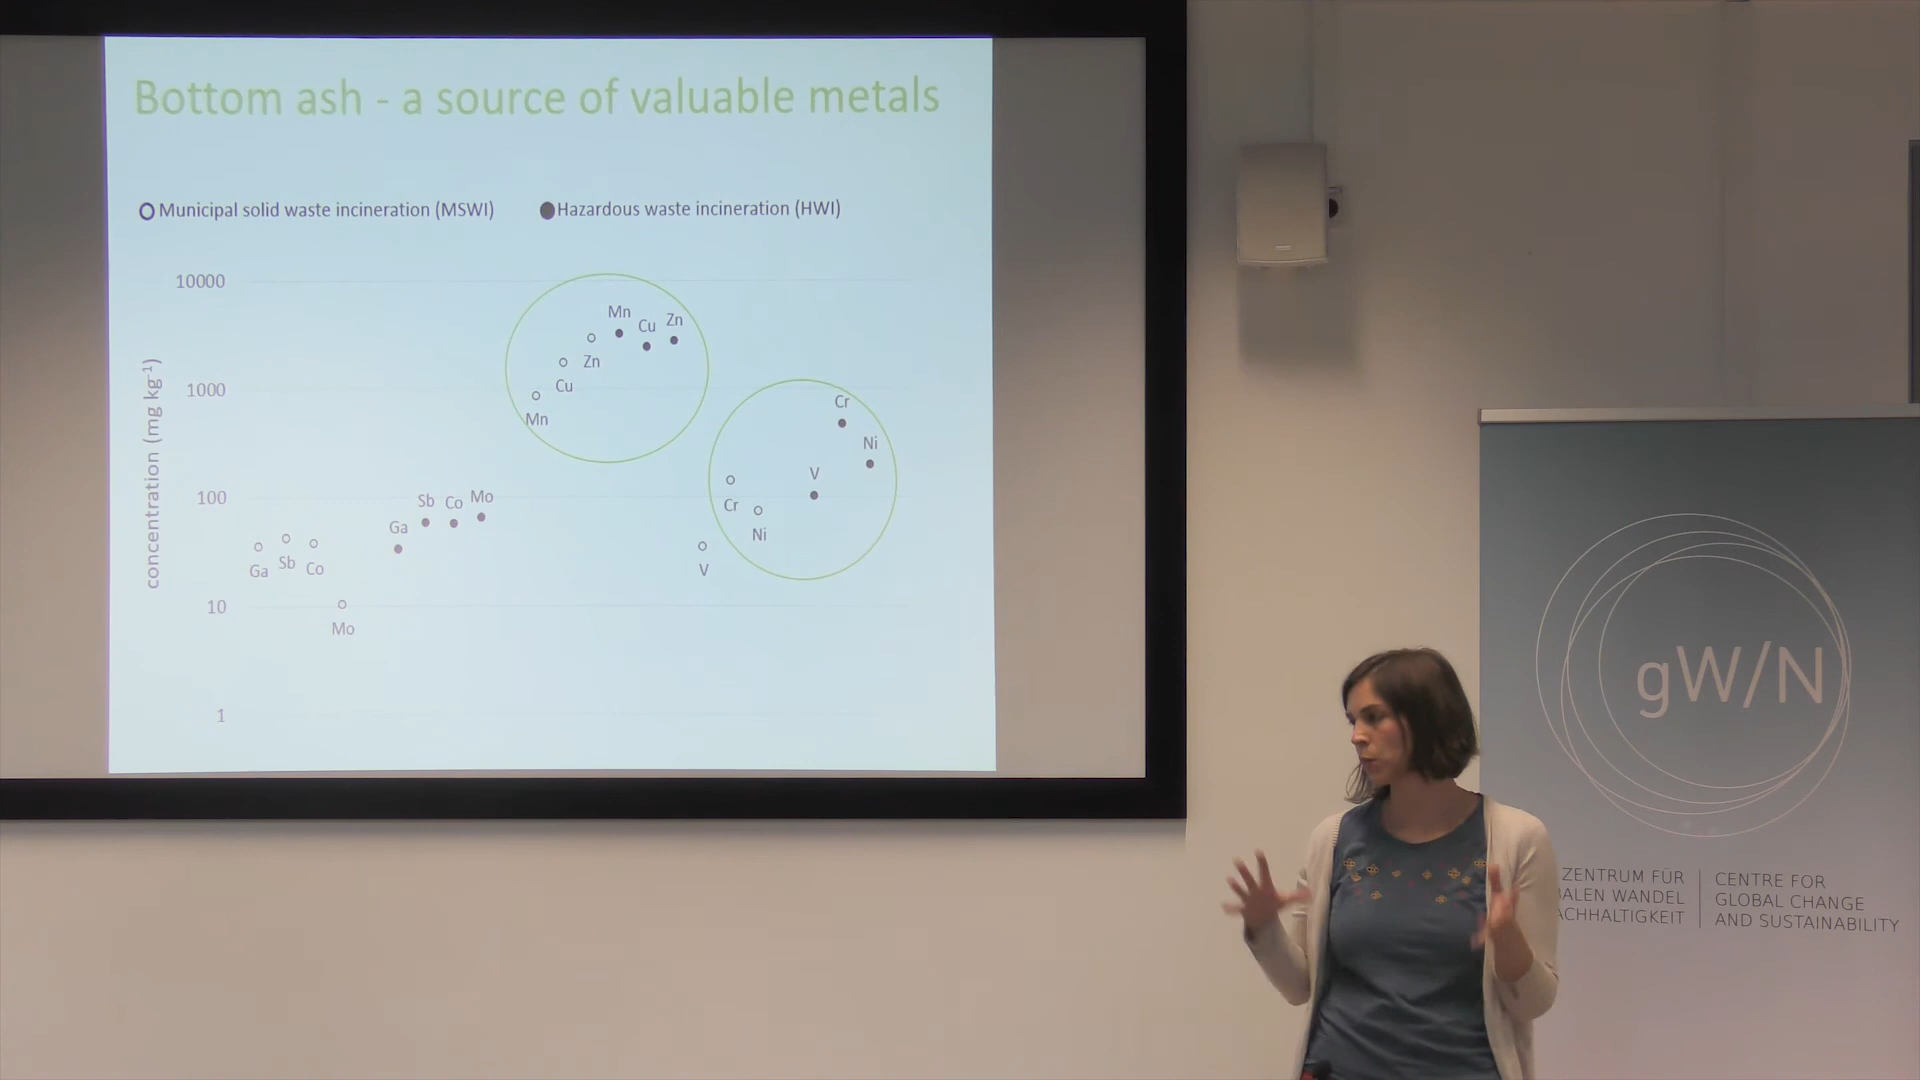 Bottom ash - a source of valuable metals
Municipal solid waste incineration (MSWI)
Hazardous waste incineration (HWI)
concentration (mg kg⁻¹)
10000
1000
100
10
1
Ga
Sb
Co
Mo
Ga
Sb
Co
Mo
Mn
Cu
Zn
Mn
Cu
Zn
V
Cr
Ni
V
Cr
Ni
gW/N
ZENTRUM FÜR
BALEN WANDEL
ACHHALTIGKEIT
CENTRE FOR
GLOBAL CHANGE
AND SUSTAINABILITY